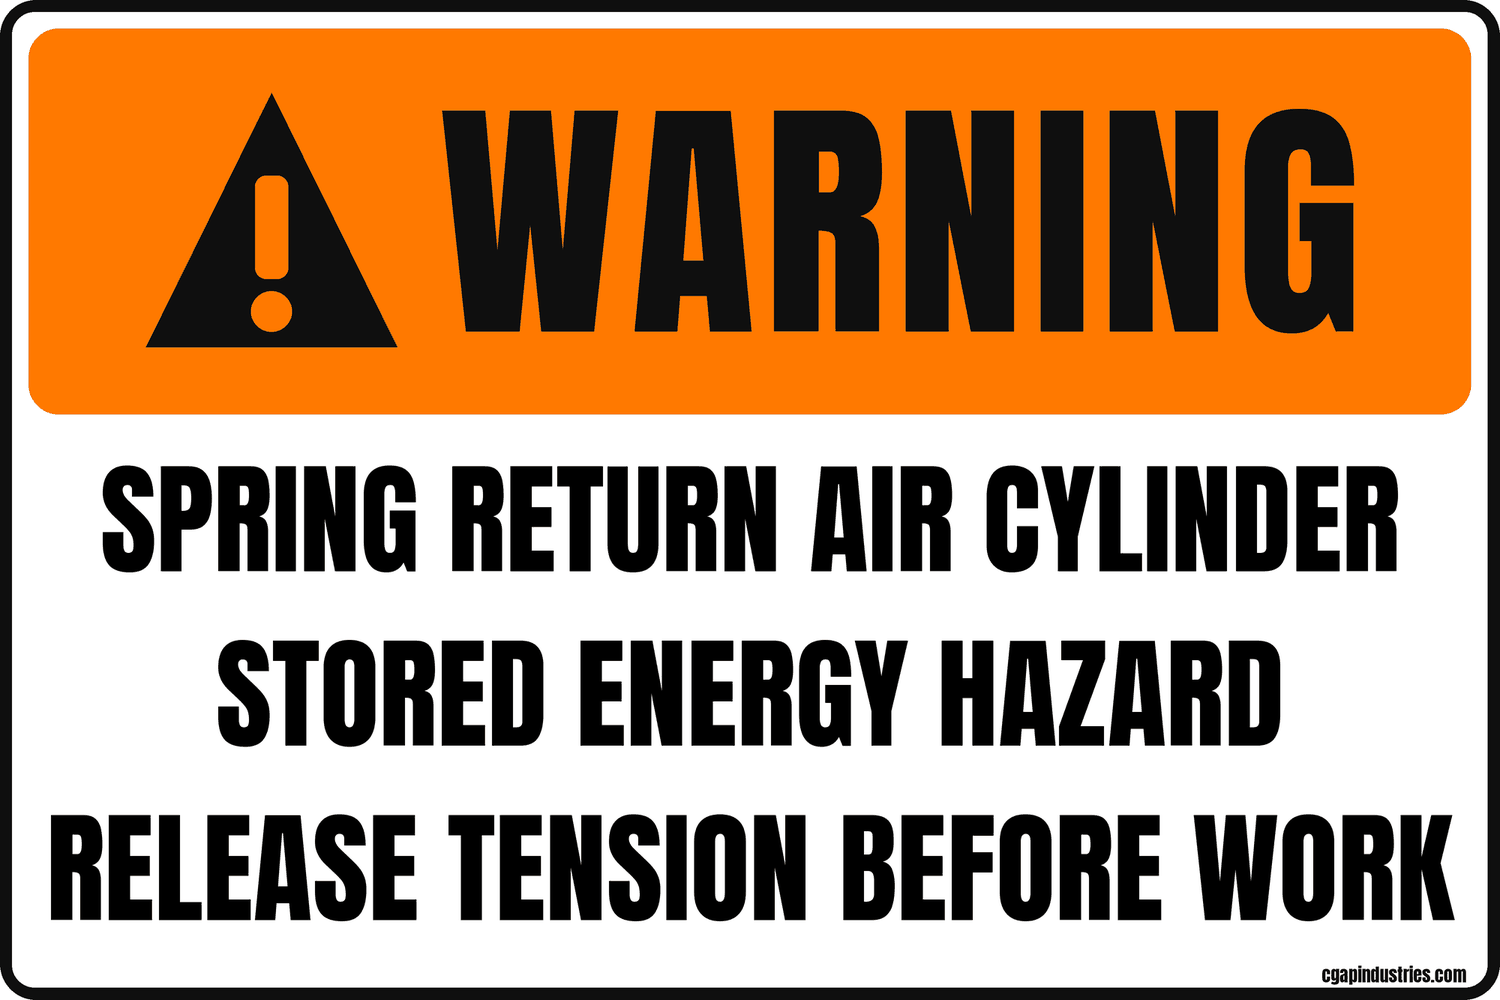 WARNING
SPRING RETURN AIR CYLINDER
STORED ENERGY HAZARD
RELEASE TENSION BEFORE WORK
cgapindustries.com